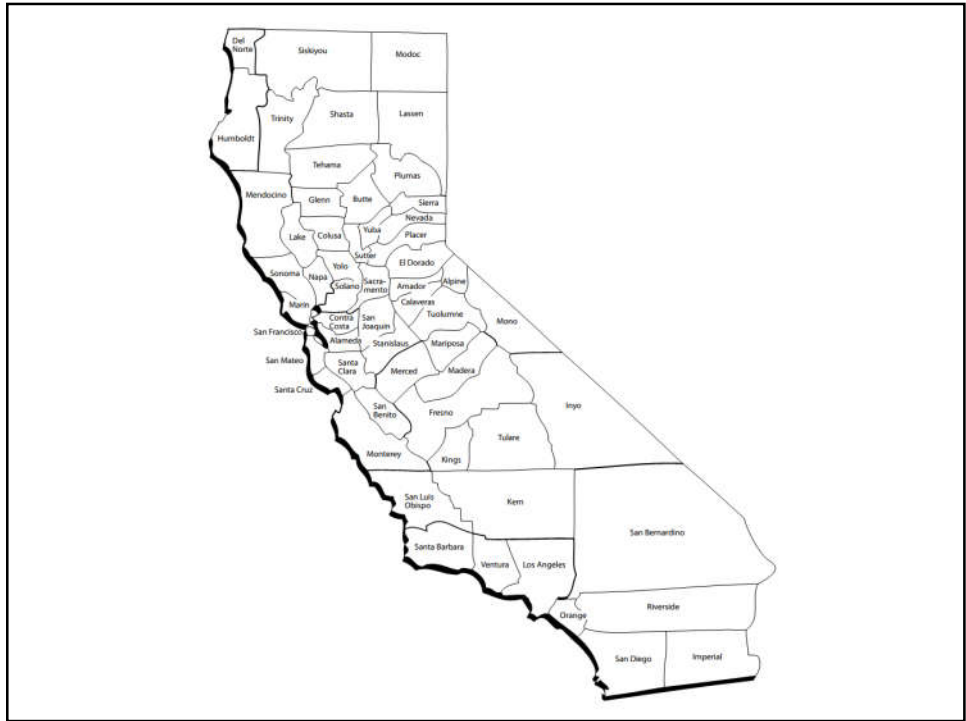 Del
Norte
Siskiyou
Modoc
Trinity
Shasta
Lassen
Humboldt
Tehama
Plumas
Mendocino
Glenn
Butte
Sierra
Nevada
Yuba
Placer
Lake
Colusa
Sutter
El Dorado
Yolo
Sonoma
Napa
Solano
Sacra-
mento
Amador
Alpine
Calaveras
Marin
Tuolumne
Contra
Costa
San
Joaquin
Mono
San Francisco
Alameda
Stanislaus
Mariposa
San Mateo
Santa
Clara
Merced
Madera
Santa Cruz
San
Benito
Fresno
Inyo
Tulare
Monterey
Kings
San Luis
Obispo
Kern
San Bernardino
Santa Barbara
Ventura
Los Angeles
Orange
Riverside
San Diego
Imperial